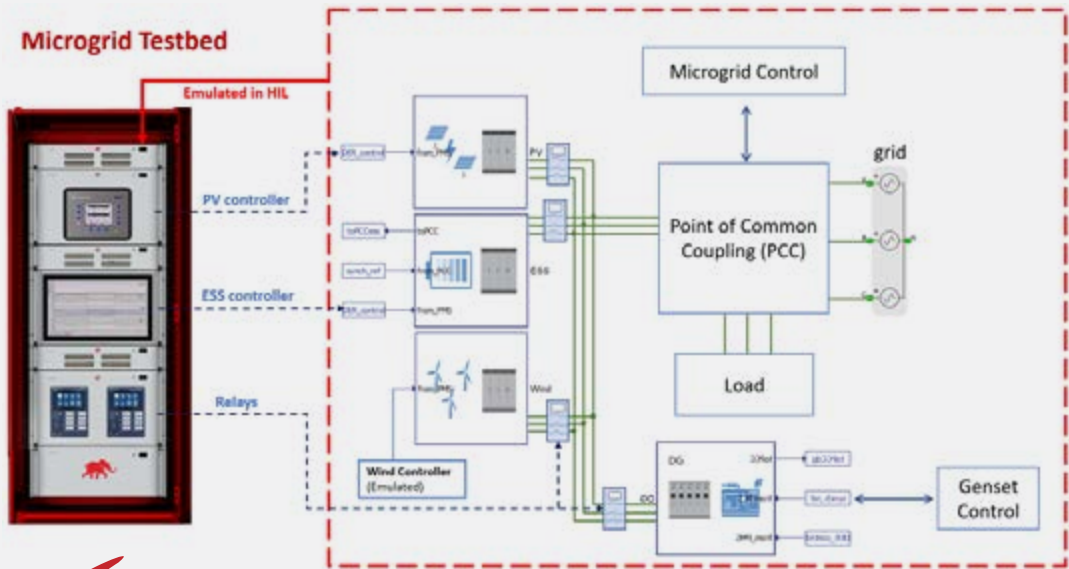 Microgrid Testbed
Emulated in HIL
Microgrid Control
grid
PV controller
PV
Point of Common
Coupling (PCC)
toPCC
ESS
ESS controller
Relays
Wind
Load
Wind Controller
(Emulated)
DG
Genset
Control